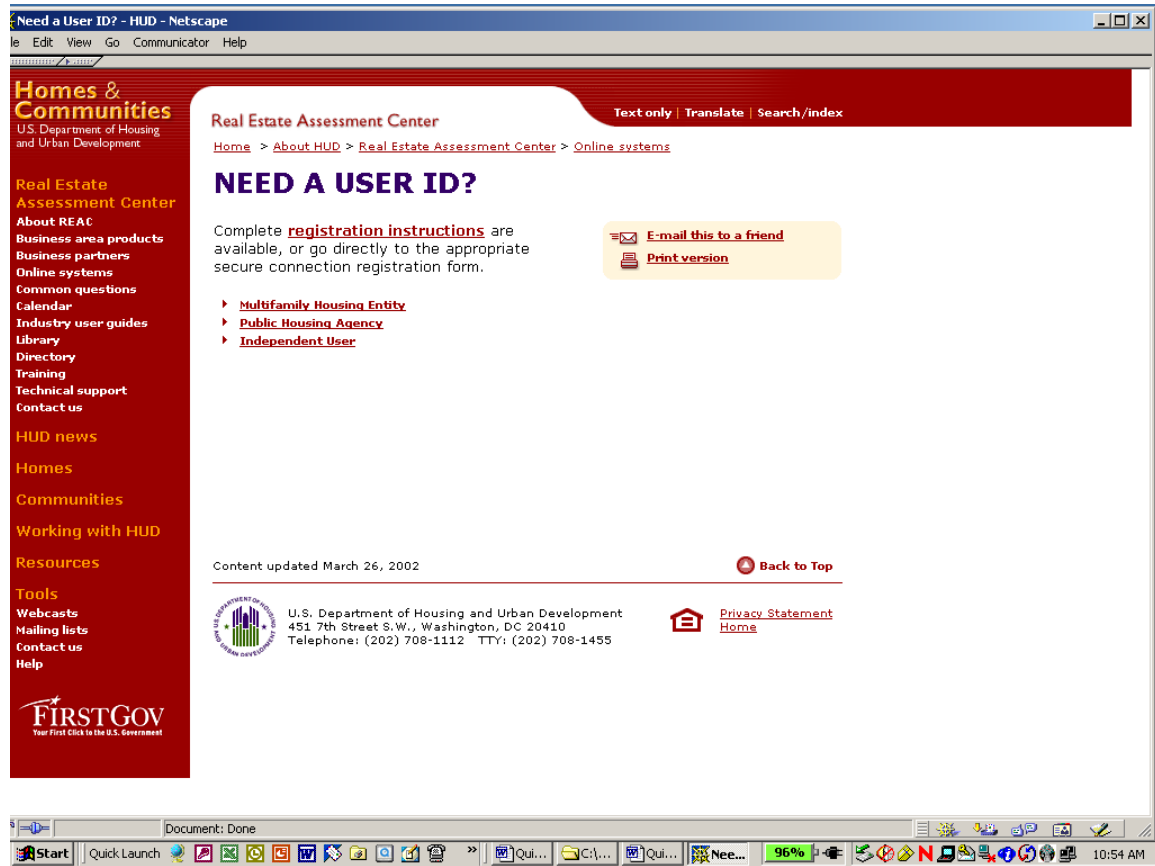 Need a User ID? - HUD - Netscape
le Edit View Go Communicator Help
Homes &
Communities
U.S. Department of Housing
and Urban Development
Real Estate
Assessment Center
About REAC
Business area products
Business partners
Online systems
Common questions
Calendar
Industry user guides
Library
Directory
Training
Technical support
Contact us
HUD news
Homes
Communities
Working with HUD
Resources
Tools
Webcasts
Mailing lists
Contact us
Help
FIRSTGOV
Your First Click to the U.S. Government
Real Estate Assessment Center
Text only | Translate | Search/index
Home > About HUD > Real Estate Assessment Center > Online systems
NEED A USER ID?
Complete registration instructions are
available, or go directly to the appropriate
secure connection registration form.
E-mail this to a friend
Print version
Multifamily Housing Entity
Public Housing Agency
Independent User
Content updated March 26, 2002
Back to Top
U.S. Department of Housing and Urban Development
451 7th Street S.W., Washington, DC 20410
Telephone: (202) 708-1112 TTY: (202) 708-1455
Privacy Statement
Home
Document: Done
Start Quick Launch » Qui... C:\... Qui... Nee... 96% 10:54 AM